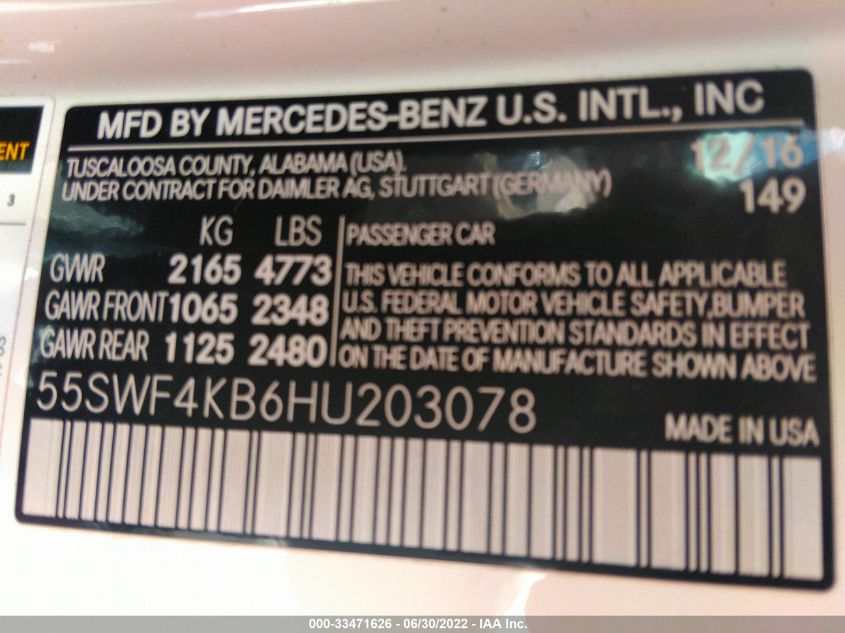 MFD BY MERCEDES-BENZ U.S. INTL., INC
TUSCALOOSA COUNTY, ALABAMA (USA).
UNDER CONTRACT FOR DAIMLER AG, STUTTGART (GERMANY)
12/16
149
KG LBS
GVWR 2165 4773
GAWR FRONT 1065 2348
GAWR REAR 1125 2480
PASSENGER CAR
THIS VEHICLE CONFORMS TO ALL APPLICABLE
U.S. FEDERAL MOTOR VEHICLE SAFETY, BUMPER
AND THEFT PREVENTION STANDARDS IN EFFECT
ON THE DATE OF MANUFACTURE SHOWN ABOVE
55SWF4KB6HU203078
MADE IN USA
3
000-33471626 - 06/30/2022 - IAA Inc.